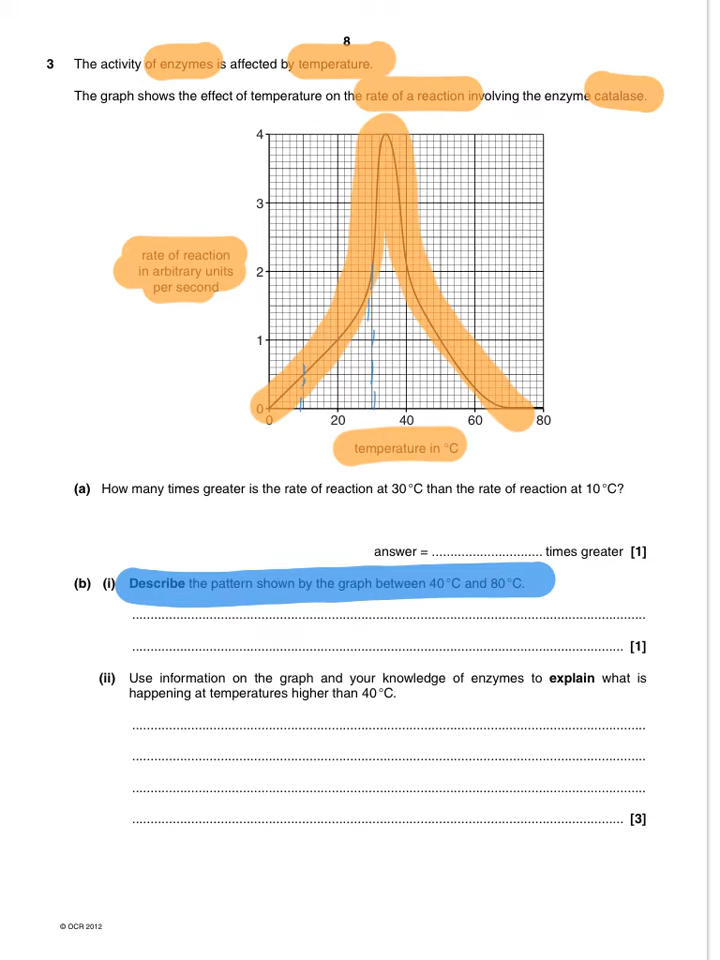 8
3 The activity of enzymes is affected by temperature.
The graph shows the effect of temperature on the rate of a reaction involving the enzyme catalase.
4
3
rate of reaction
in arbitrary units
per second
2
1
0
0 20 40 60 80
temperature in °C
(a) How many times greater is the rate of reaction at 30 °C than the rate of reaction at 10 °C?
answer = .............................. times greater [1]
(b) (i) Describe the pattern shown by the graph between 40 °C and 80 °C.
[1]
(ii) Use information on the graph and your knowledge of enzymes to explain what is
happening at temperatures higher than 40 °C.
[3]
© OCR 2012